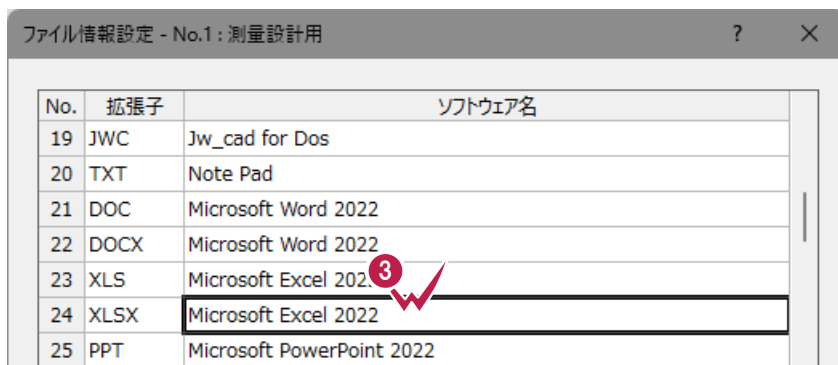 ファイル情報設定 - No.1 : 測量設計用 ?
No. 拡張子 ソフトウェア名
19 JWC Jw_cad for Dos
20 TXT Note Pad
21 DOC Microsoft Word 2022
22 DOCX Microsoft Word 2022
23 XLS Microsoft Excel 202
3
24 XLSX Microsoft Excel 2022
25 PPT Microsoft PowerPoint 2022